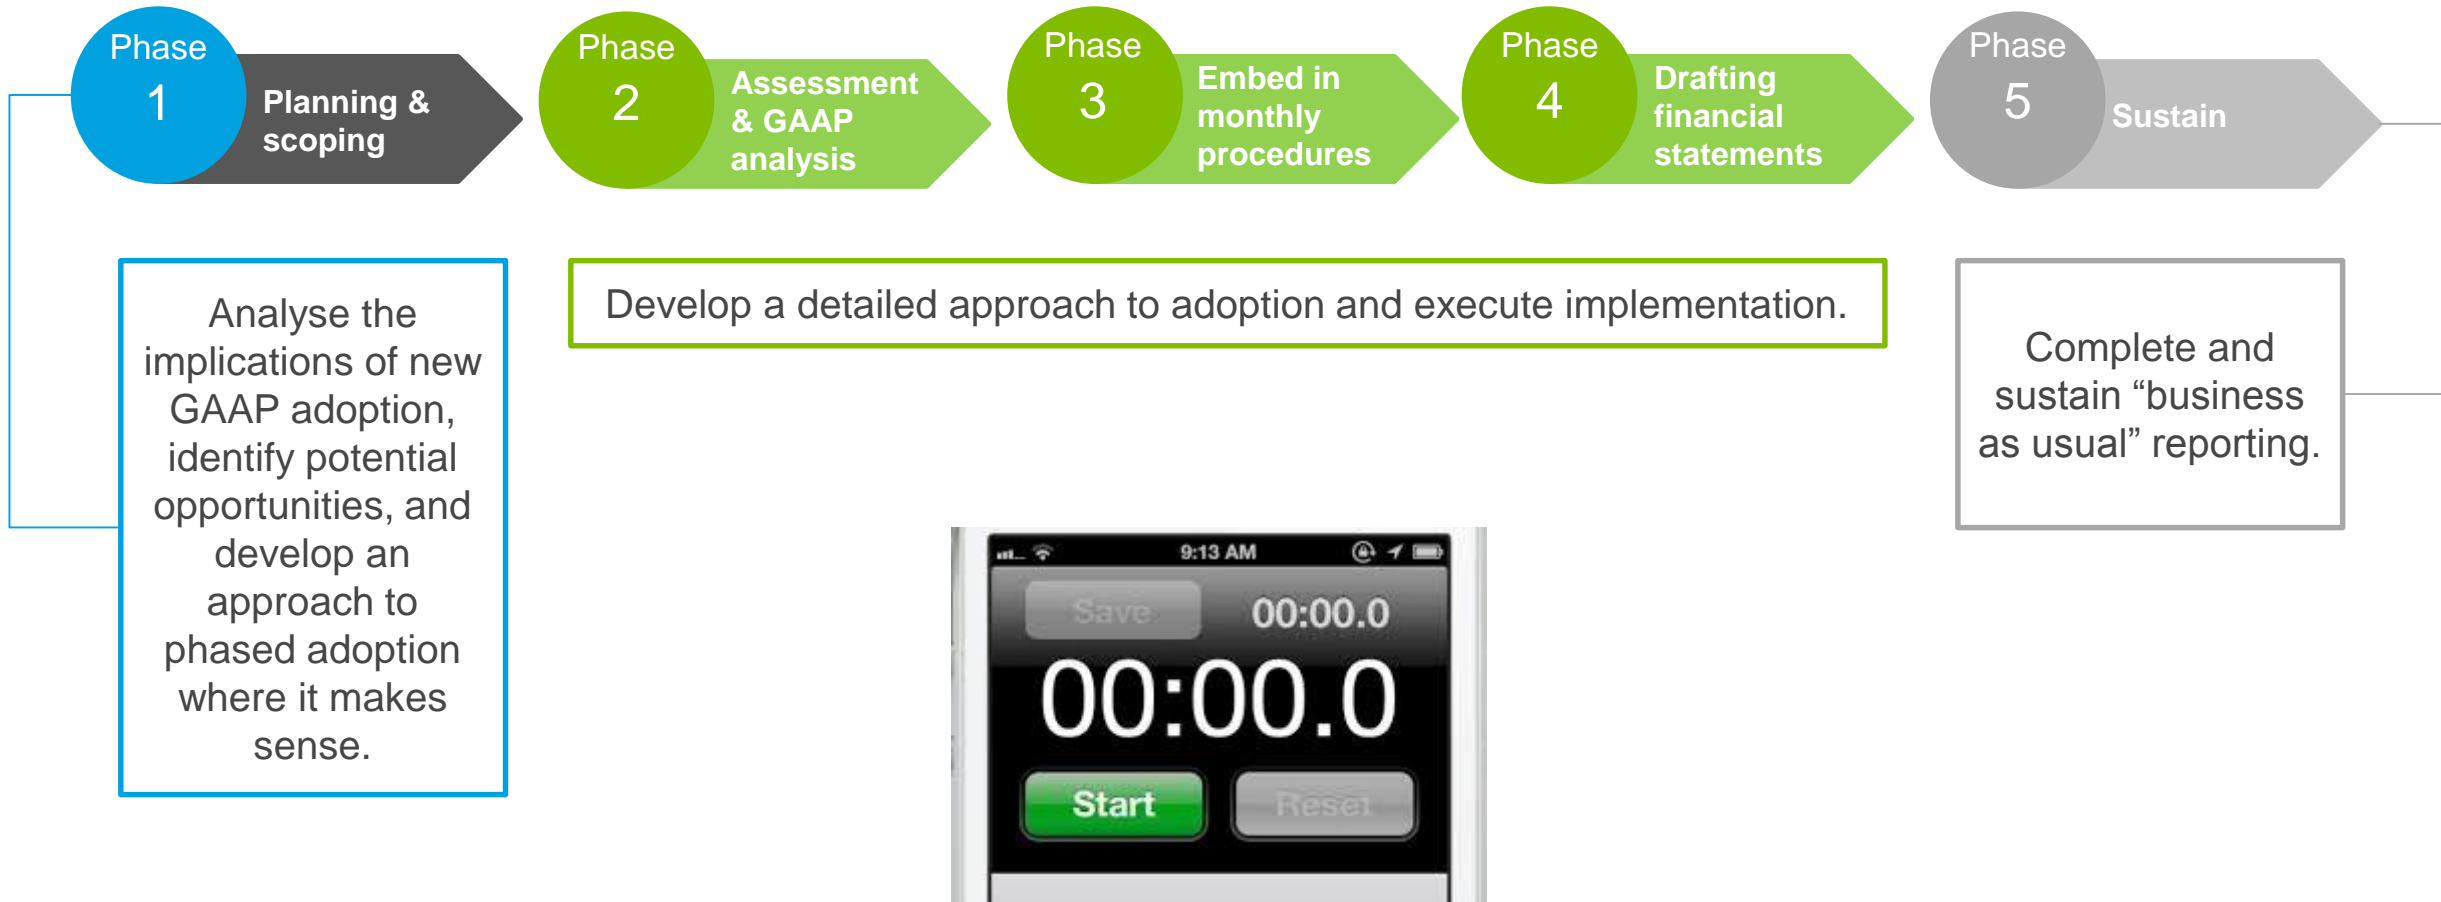 Phase
1
Planning &
scoping
Phase
2
Assessment
& GAAP
analysis
Phase
3
Embed in
monthly
procedures
Phase
4
Drafting
financial
statements
Phase
5
Sustain
Analyse the
implications of new
GAAP adoption,
identify potential
opportunities, and
develop an
approach to
phased adoption
where it makes
sense.
Develop a detailed approach to adoption and execute implementation.
Complete and
sustain “business
as usual” reporting.
9:13 AM
Save 00:00.0
00:00.0
Start Reset